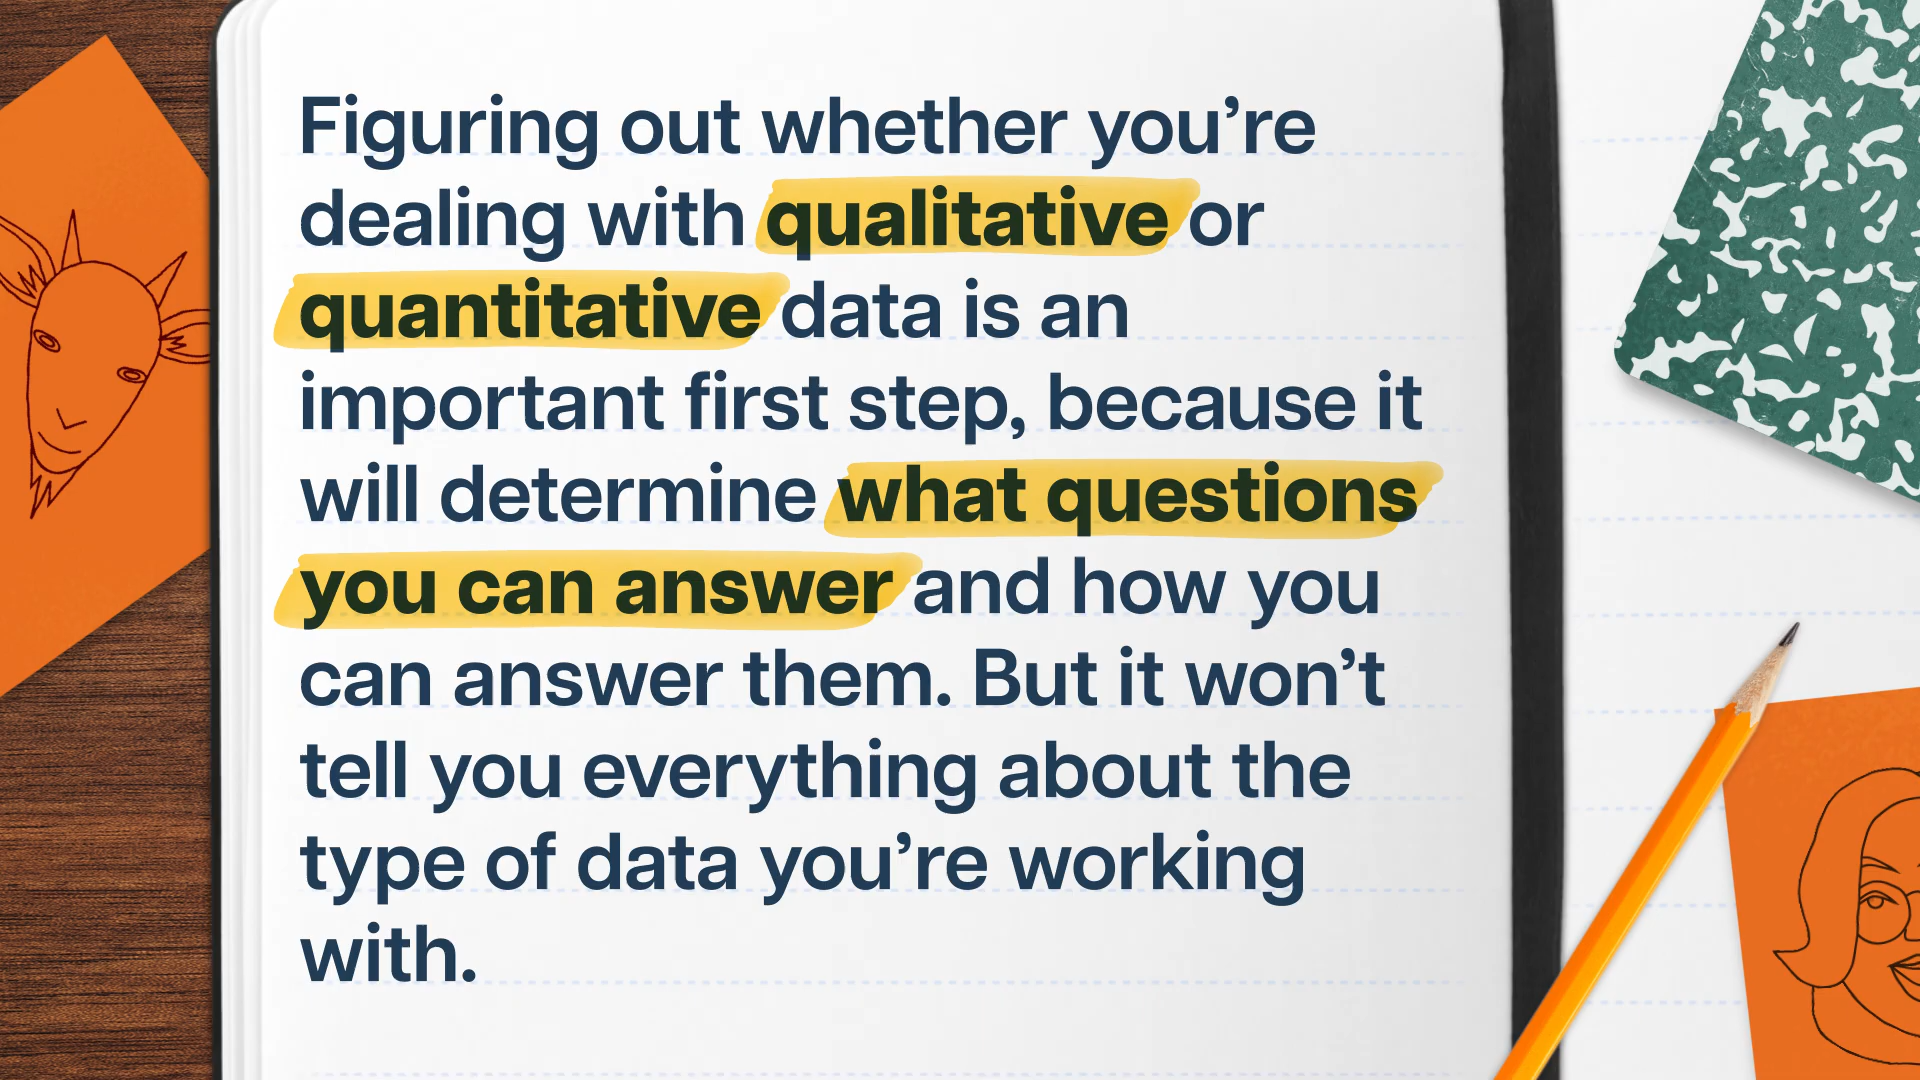 Figuring out whether you’re
dealing with qualitative or
quantitative data is an
important first step, because it
will determine what questions
you can answer and how you
can answer them. But it won’t
tell you everything about the
type of data you’re working
with.